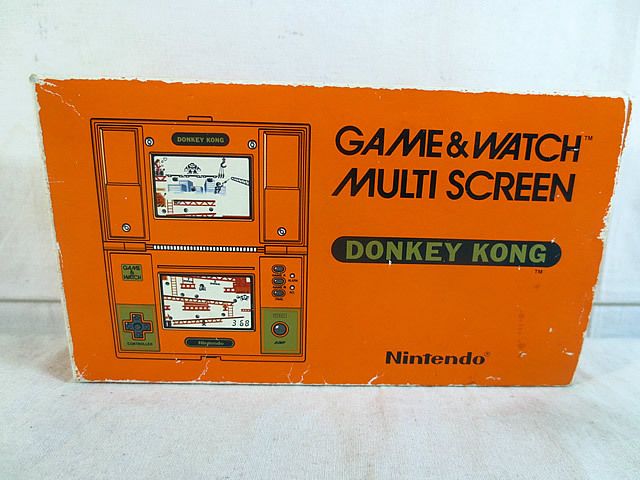 GAME & WATCH™
MULTI SCREEN
DONKEY KONG
™
Nintendo®
DONKEY KONG
GAME
&
WATCH
368
CONTROLLER
Nintendo
JUMP